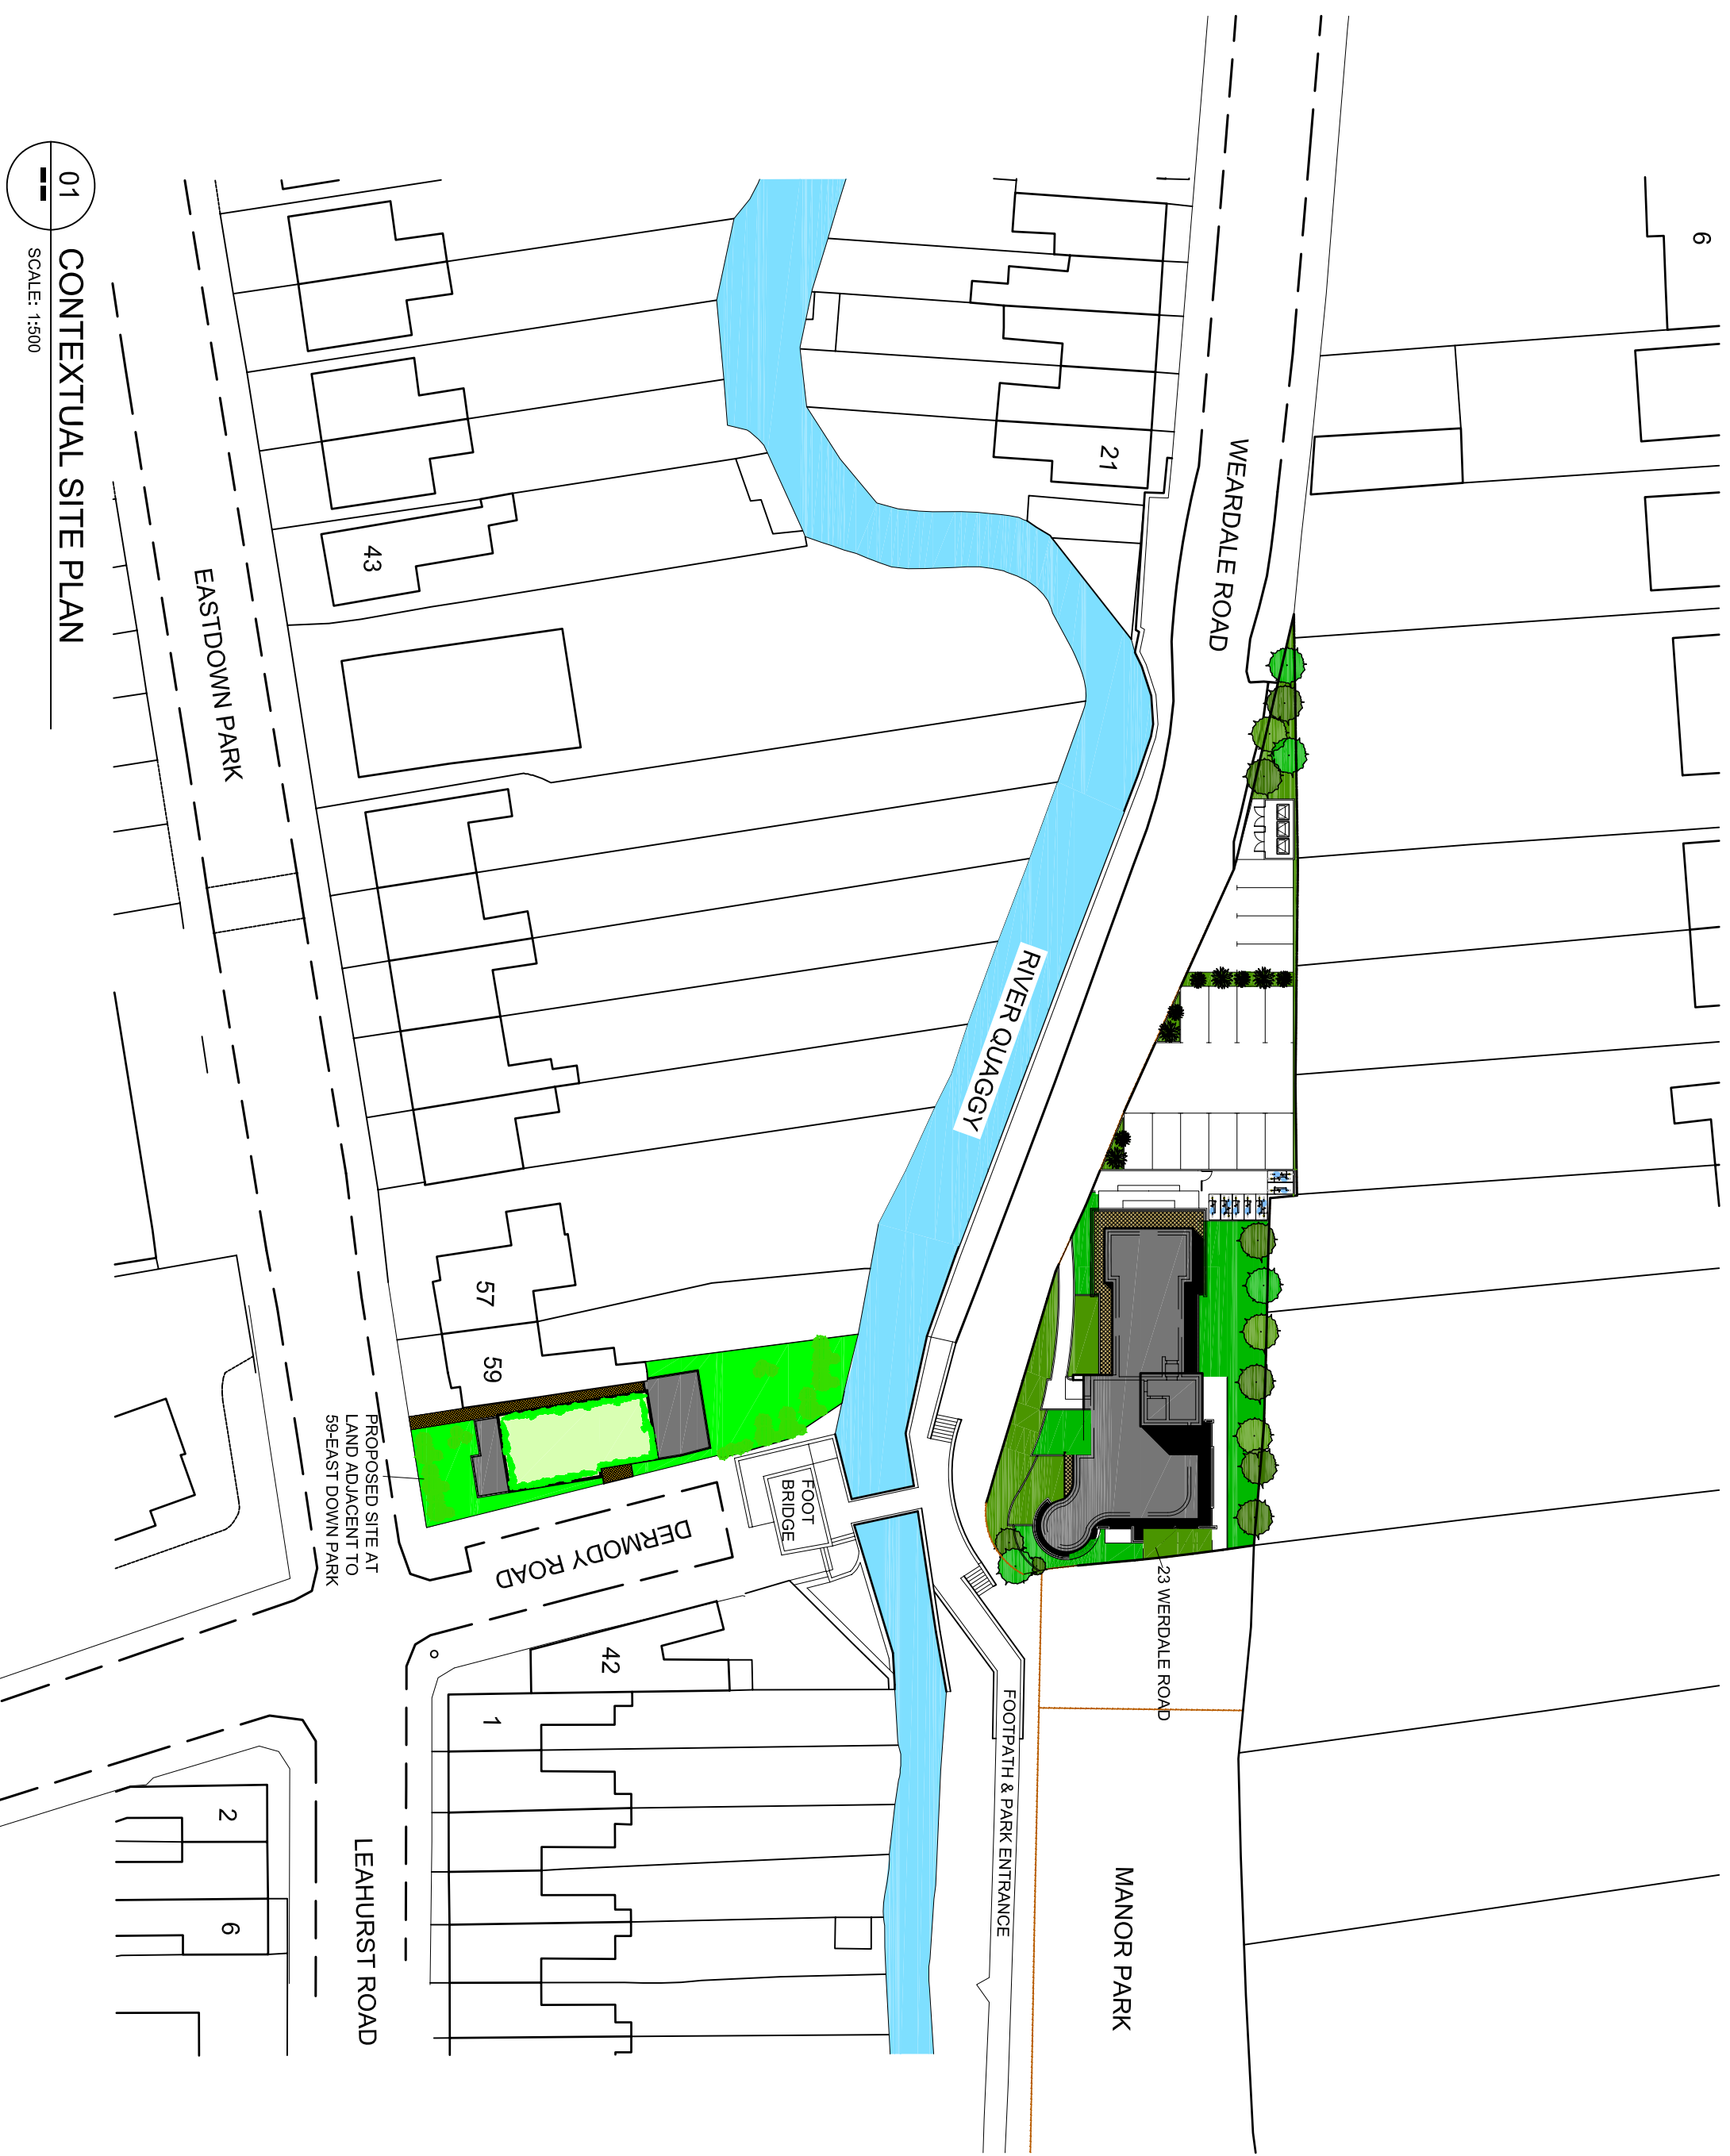 6
WEARDALE ROAD
21
43
EASTDOWN PARK
RIVER QUAGGY
57
59
PROPOSED SITE AT
LAND ADJACENT TO
59-EAST DOWN PARK
FOOT
BRIDGE
DERMODY ROAD
23 WERDALE ROAD
42
1
FOOTPATH & PARK ENTRANCE
MANOR PARK
LEAHURST ROAD
2
6
01
--
CONTEXTUAL SITE PLAN
SCALE: 1:500